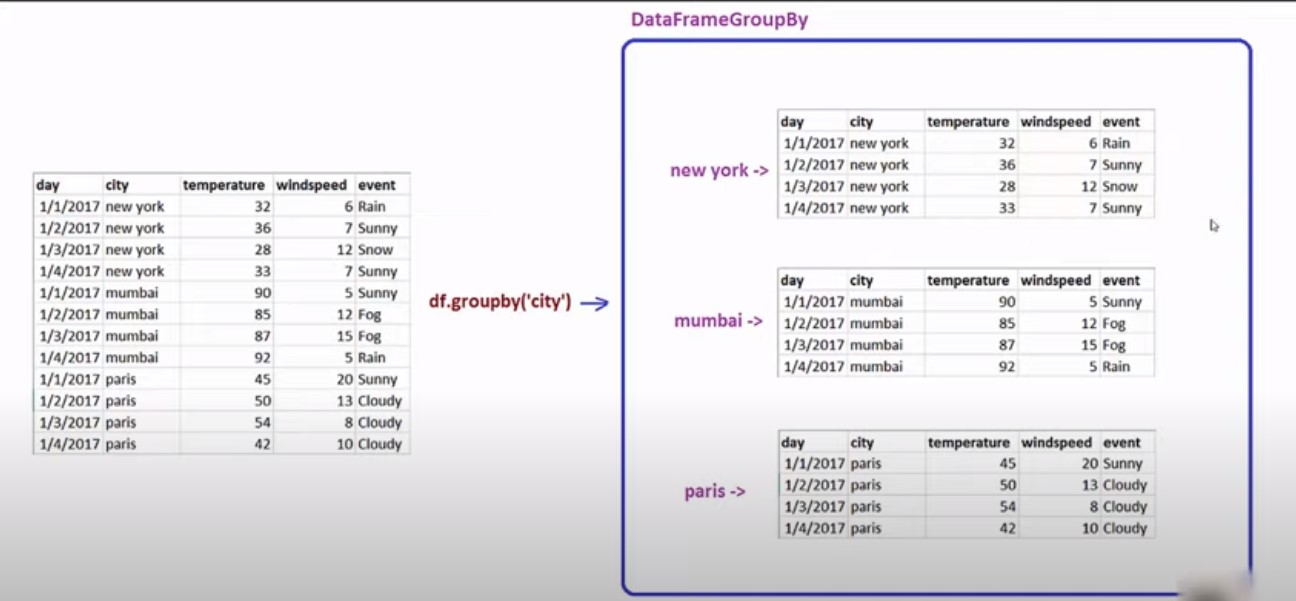 DataFrameGroupBy
day city temperature windspeed event
1/1/2017 new york 32 6 Rain
1/2/2017 new york 36 7 Sunny
1/3/2017 new york 28 12 Snow
1/4/2017 new york 33 7 Sunny
1/1/2017 mumbai 90 5 Sunny
1/2/2017 mumbai 85 12 Fog
1/3/2017 mumbai 87 15 Fog
1/4/2017 mumbai 92 5 Rain
1/1/2017 paris 45 20 Sunny
1/2/2017 paris 50 13 Cloudy
1/3/2017 paris 54 8 Cloudy
1/4/2017 paris 42 10 Cloudy
df.groupby('city')
new york ->
day city temperature windspeed event
1/1/2017 new york 32 6 Rain
1/2/2017 new york 36 7 Sunny
1/3/2017 new york 28 12 Snow
1/4/2017 new york 33 7 Sunny
mumbai ->
day city temperature windspeed event
1/1/2017 mumbai 90 5 Sunny
1/2/2017 mumbai 85 12 Fog
1/3/2017 mumbai 87 15 Fog
1/4/2017 mumbai 92 5 Rain
paris ->
day city temperature windspeed event
1/1/2017 paris 45 20 Sunny
1/2/2017 paris 50 13 Cloudy
1/3/2017 paris 54 8 Cloudy
1/4/2017 paris 42 10 Cloudy